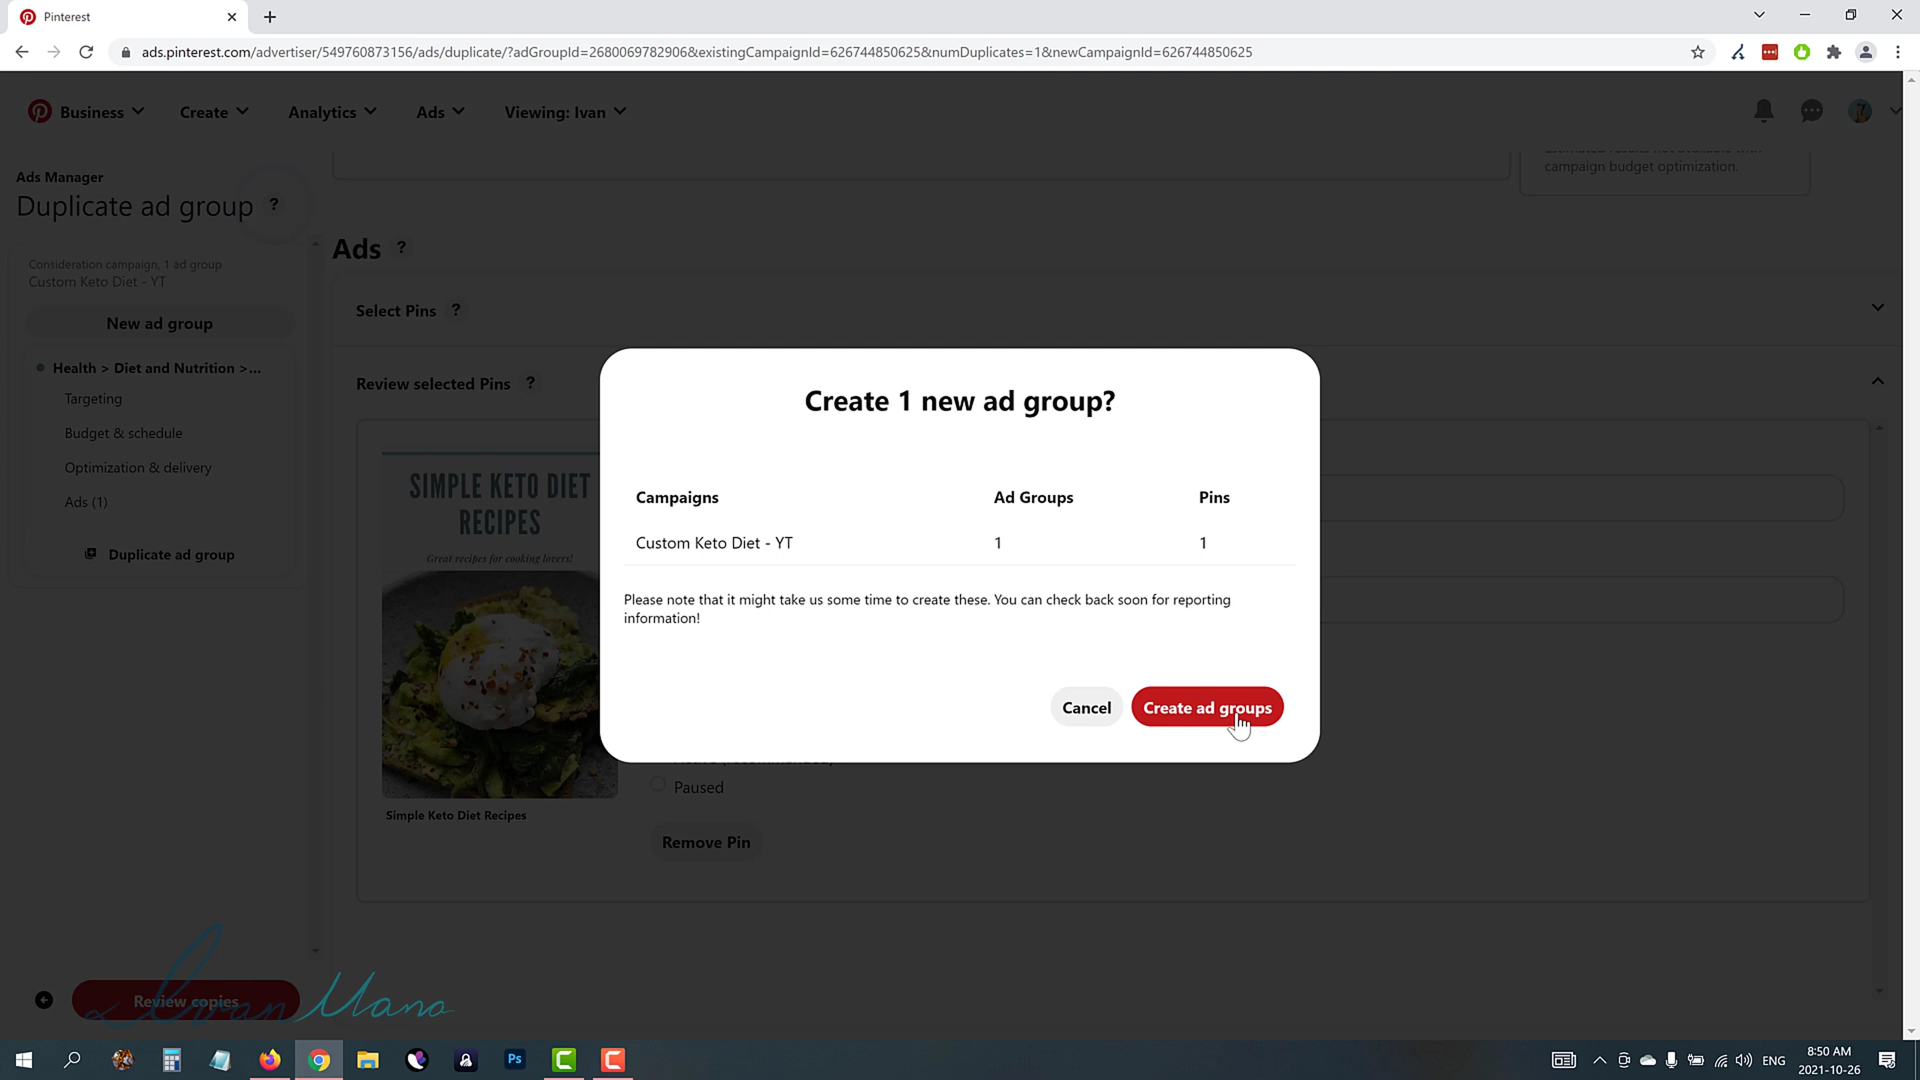 Pinterest
ads.pinterest.com/advertiser/549760873156/ads/duplicate/?adGroupId=2680069782906&existingCampaignId=626744850625&numDuplicates=1&newCampaignId=626744850625
Business Create Analytics Ads Viewing: Ivan
Ads Manager
Duplicate ad group ?
campaign budget optimization.
Consideration campaign, 1 ad group
Custom Keto Diet - YT
New ad group
Health > Diet and Nutrition >...
Targeting
Budget & schedule
Optimization & delivery
Ads (1)
Duplicate ad group
Review copies
Ads ?
Select Pins ?
Review selected Pins ?
SIMPLE KETO DIET
RECIPES
Great recipes for cooking lovers!
Simple Keto Diet Recipes
Create 1 new ad group?
Campaigns Ad Groups Pins
Custom Keto Diet - YT 1 1
Please note that it might take us some time to create these. You can check back soon for reporting
information!
Cancel Create ad groups
Paused
Remove Pin
Ivan Mana
Ps
ENG
8:50 AM
2021-10-26